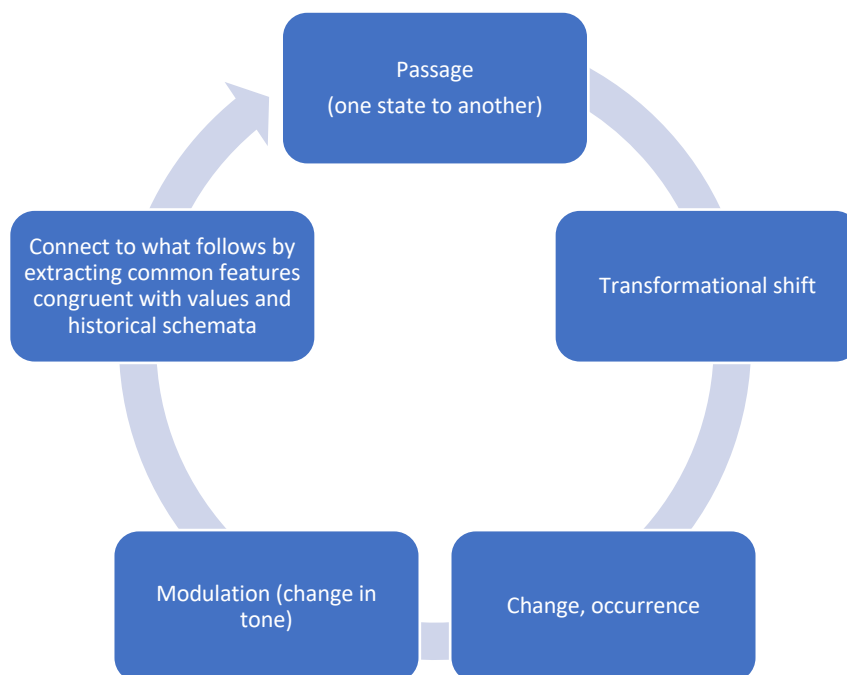 Passage
(one state to another)
Transformational shift
Change, occurrence
Modulation (change in
tone)
Connect to what follows by
extracting common features
congruent with values and
historical schemata